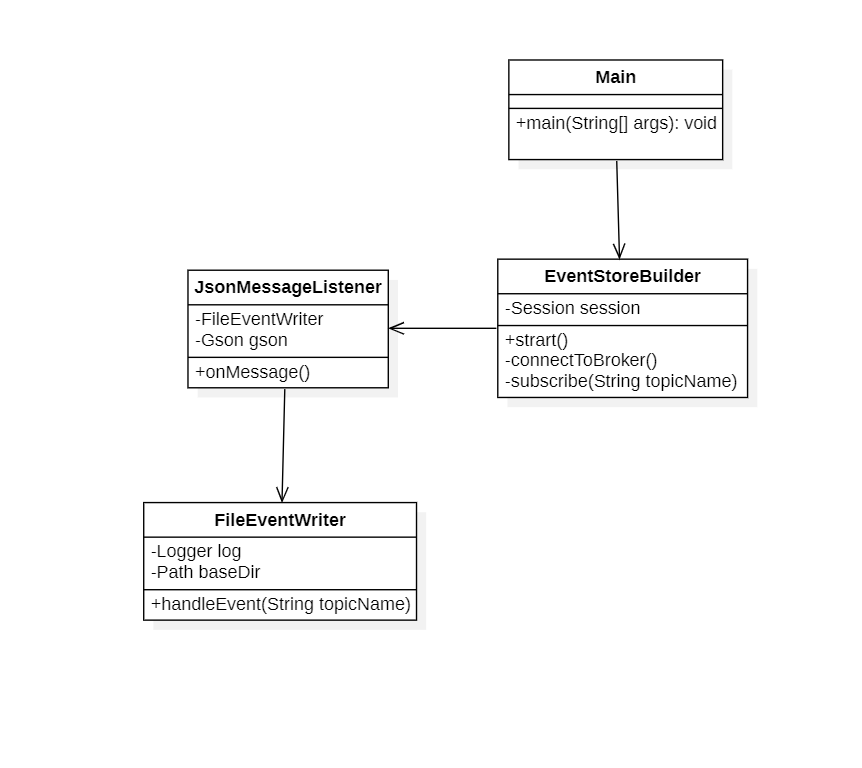 Main
+main(String[] args): void
EventStoreBuilder
-Session session
+strart()
-connectToBroker()
-subscribe(String topicName)
JsonMessageListener
-FileEventWriter
-Gson gson
+onMessage()
FileEventWriter
-Logger log
-Path baseDir
+handleEvent(String topicName)